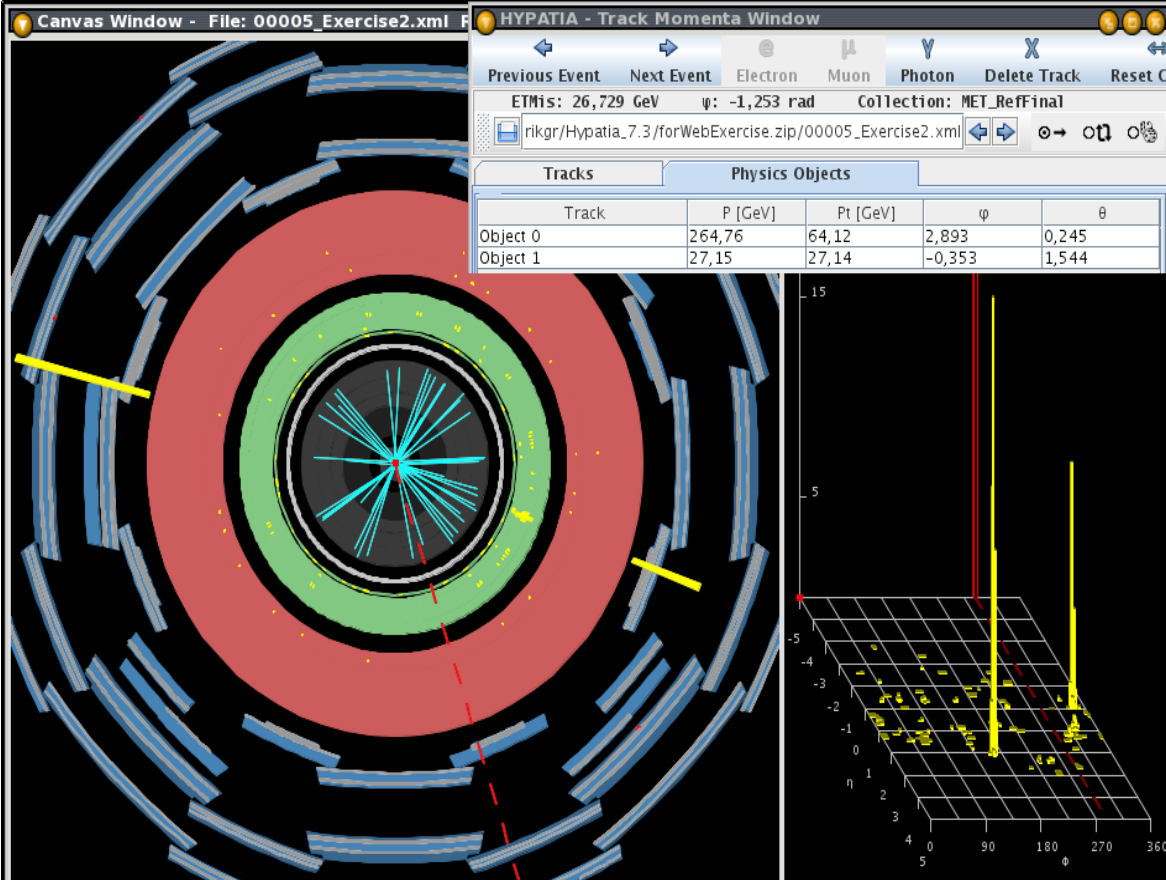 Canvas Window - File: 00005_Exercise2.xml
HYPATIA - Track Momenta Window
Previous Event Next Event Electron Muon Photon Delete Track Reset C
e μ γ X
ETMis: 26,729 GeV φ: -1,253 rad Collection: MET_RefFinal
rikgr/Hypatia_7.3/forWebExercise.zip/00005_Exercise2.xml
Tracks Physics Objects
Track P [GeV] Pt [GeV] φ θ
Object 0 264,76 64,12 2,893 0,245
Object 1 27,15 27,14 -0,353 1,544
15
5
-5
-4
-3
-2
-1
0
1
η
2
3
4
5
0 90 180 270 360
Φ